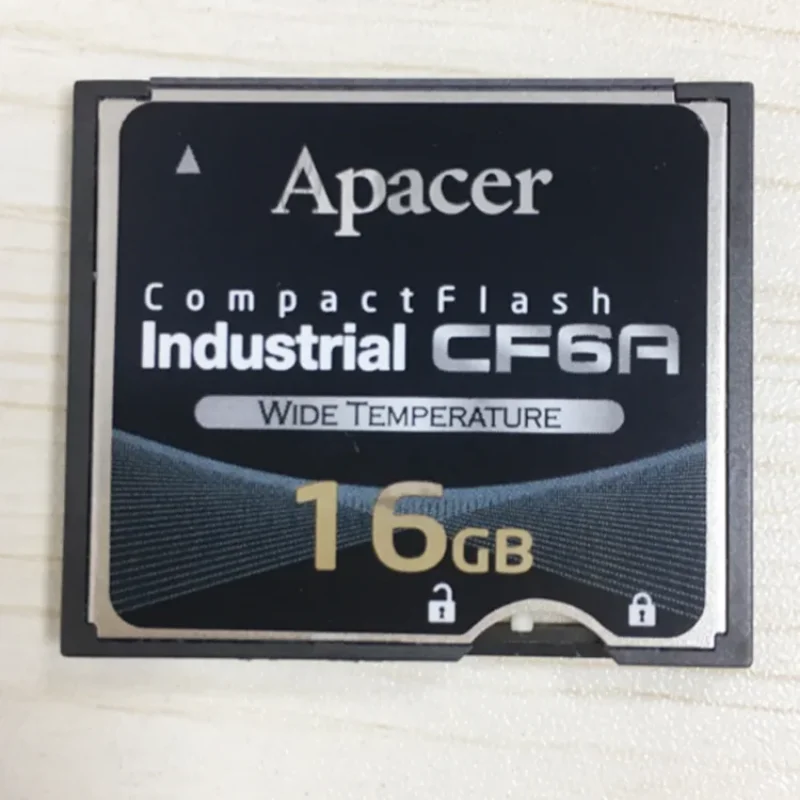 Apacer
CompactFlash
Industrial CF6A
WIDE TEMPERATURE
16GB